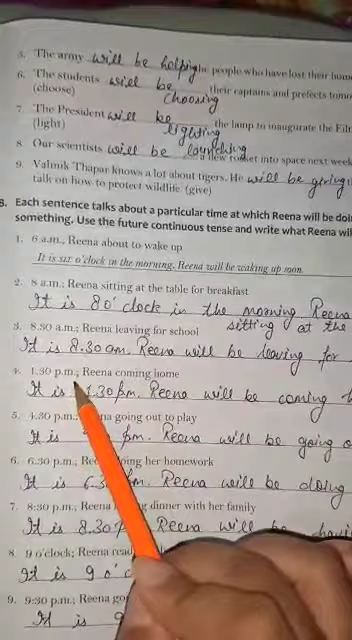 5. The army will be helping the people who have lost their hom
6. The students will be choosing their captains and prefects tomo
(choose)
7. The President will be lighting the lamp to inaugurate the Fil
(light)
8. Our scientists will be launching a new rocket into space next week
9. Valmik Thapar knows a lot about tigers. He will be giving
talk on how to protect wildlife. (give)
B. Each sentence talks about a particular time at which Reena will be doi
something. Use the future continuous tense and write what Reena wil
1. 6 a.m., Reena about to wake up
It is six o'clock in the morning. Reena will be waking up soon.
2. 8 a.m.; Reena sitting at the table for breakfast
It is 8 o'clock in the morning Reena
sitting at the
3. 8.30 a.m.; Reena leaving for school
It is 8.30 am. Reena will be leaving for
4. 1.30 p.m.; Reena coming home
It is 1.30 pm. Reena will be coming
5. 4.30 p.m. going out to play
It is pm. Reena will be going
6. 6.30 p.m.; her homework
It is Reena will be doing
7. 8:30 p.m.; Reena dinner with her family
It is 8.30 Reena will be
8. 9 o'clock; Reena
It is 9 o'c
9. 9:30 p.m.; Reena
It is 9